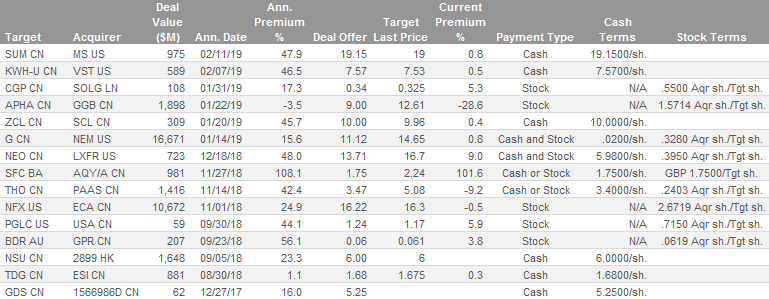 Deal Ann. Target Current Cash
Value Premium Last Price Premium Terms
Target Acquirer ($M) Ann. Date % Deal Offer % Payment Type Stock Terms
SUM CN MS US 975 02/11/19 47.9 19.15 19 0.8 Cash 19.1500/sh.
KWH-U CN VST US 589 02/07/19 46.5 7.57 7.53 0.5 Cash 7.5700/sh.
CGP CN SOLG LN 108 01/31/19 17.3 0.34 0.325 5.3 Stock N/A .5500 Aqr sh./Tgt sh.
APHA CN GGB CN 1,898 01/22/19 -3.5 9.00 12.61 -28.6 Stock N/A 1.5714 Aqr sh./Tgt sh.
ZCL CN SCL CN 309 01/20/19 45.7 10.00 9.96 0.4 Cash 10.0000/sh.
G CN NEM US 16,671 01/14/19 15.6 11.12 14.65 0.8 Cash and Stock .0200/sh. .3280 Aqr sh./Tgt sh.
NEO CN LXFR US 723 12/18/18 48.0 13.71 16.7 9.0 Cash and Stock 5.9800/sh. .3950 Aqr sh./Tgt sh.
SFC BA AQY/A CN 981 11/27/18 108.1 1.75 2.24 101.6 Cash or Stock 1.7500/sh. GBP 1.7500/Tgt sh.
THO CN PAAS CN 1,416 11/14/18 42.4 3.47 5.08 -9.2 Cash or Stock 3.4000/sh. .2403 Aqr sh./Tgt sh.
NFX US ECA CN 10,672 11/01/18 24.9 16.22 16.3 -0.5 Stock N/A 2.6719 Aqr sh./Tgt sh.
PGLC US USA CN 59 09/30/18 44.1 1.24 1.17 5.9 Stock N/A .7150 Aqr sh./Tgt sh.
BDR AU GPR CN 207 09/23/18 56.1 0.06 0.061 3.8 Stock N/A .0619 Aqr sh./Tgt sh.
NSU CN 2899 HK 1,648 09/05/18 23.3 6.00 6 Cash 6.0000/sh.
TDG CN ESI CN 881 08/30/18 1.1 1.68 1.675 0.3 Cash 1.6800/sh.
GDS CN 1566986D CN 62 12/27/17 16.0 5.25 Cash 5.2500/sh.